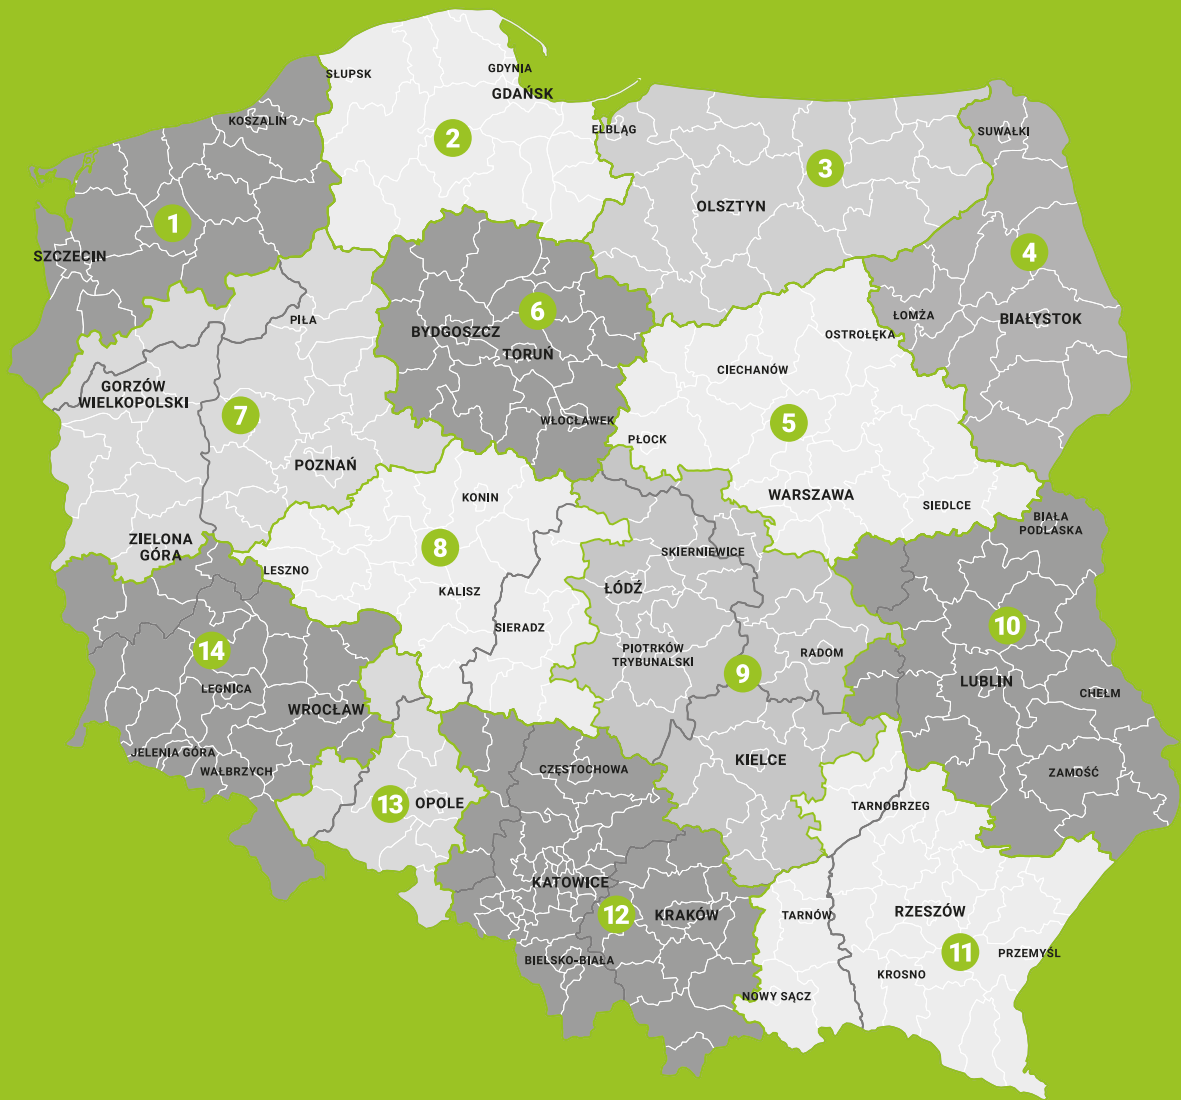 SŁUPSK
GDYNIA
GDAŃSK
KOSZALIN
2
ELBLĄG
SUWAŁKI
3
OLSZTYN
1
SZCZECIN
4
6
PIŁA
BYDGOSZCZ
TORUŃ
ŁOMŻA
BIAŁYSTOK
OSTROŁĘKA
CIECHANÓW
GORZÓW
WIELKOPOLSKI
7
WŁOCŁAWEK
5
PŁOCK
POZNAŃ
KONIN
WARSZAWA
SIEDLCE
BIAŁA
PODLASKA
ZIELONA
GÓRA
8
SKIERNIEWICE
LESZNO
KALISZ
ŁÓDŹ
SIERADZ
10
14
PIOTRKÓW
TRYBUNALSKI
RADOM
9
LEGNICA
LUBLIN
CHELM
WROCŁAW
JELENIA GÓRA
WAŁBRZYCH
CZĘSTOCHOWA
KIELCE
ZAMOŚĆ
13
OPOLE
TARNOBRZEG
KATOWICE
12
KRAKÓW
TARNÓW
RZESZÓW
BIELSKO-BIAŁA
11
PRZEMYŚL
KROSNO
NOWY SĄCZ